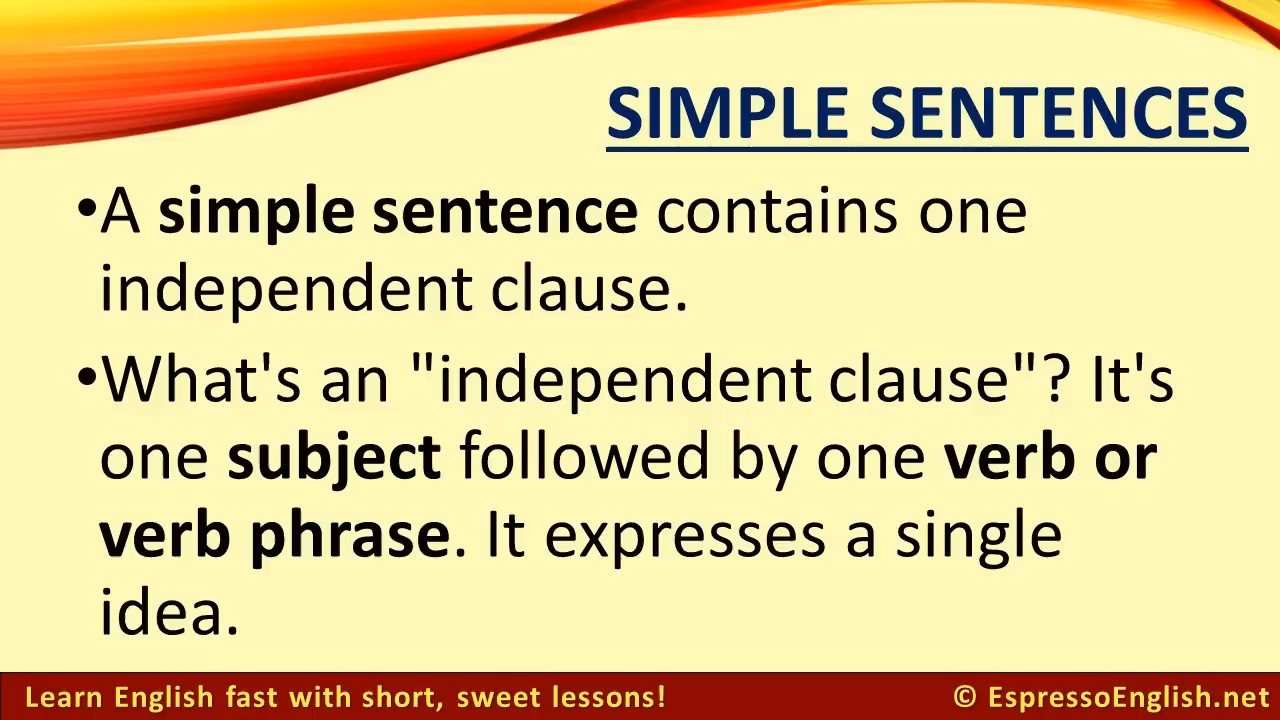 SIMPLE SENTENCES
•A simple sentence contains one
independent clause.
•What's an "independent clause"? It's
one subject followed by one verb or
verb phrase. It expresses a single
idea.
Learn English fast with short, sweet lessons!
© EspressoEnglish.net